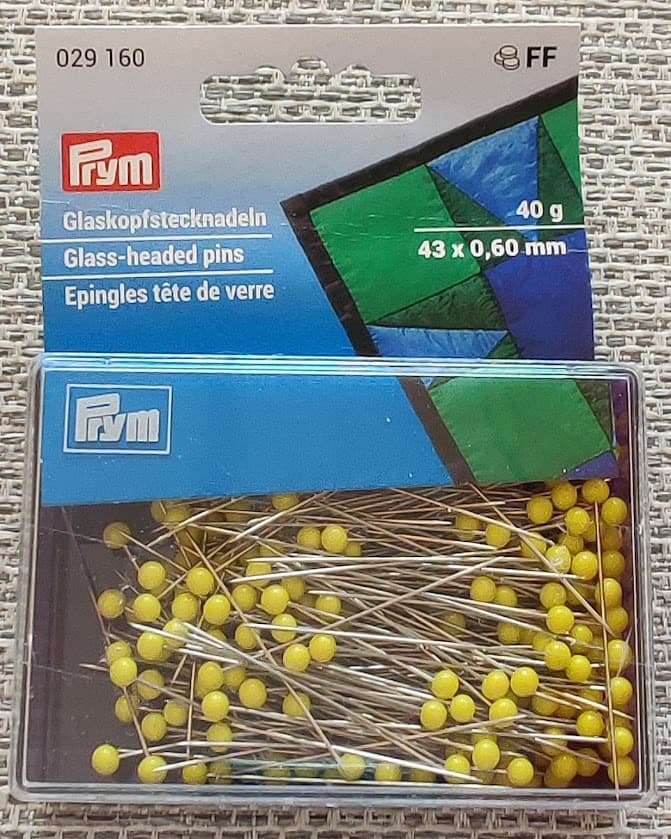 029 160
FF
Prym
Glaskopfstecknadeln
Glass-headed pins
Epingles tête de verre
40 g
43 x 0,60 mm
Prym